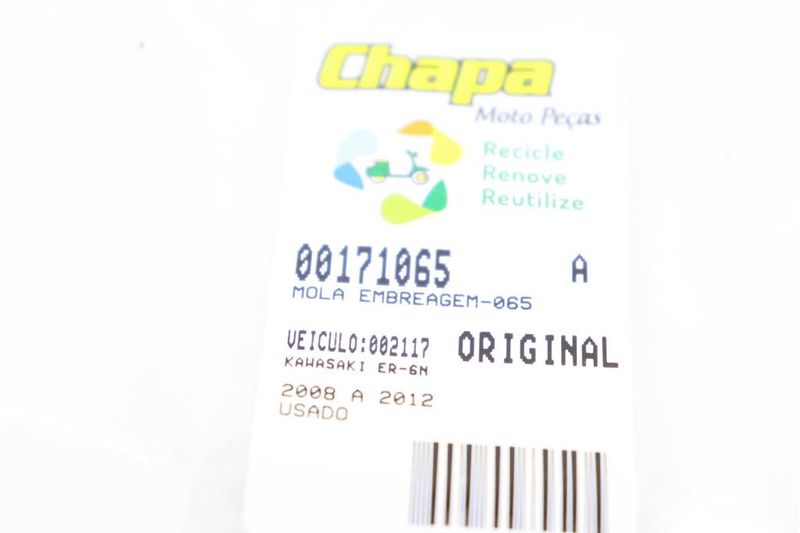 Chapa
Moto Peças
Recicle
Renove
Reutilize
00171065 A
MOLA EMBREAGEM-065
VEICULO:002117 ORIGINAL
KAWASAKI ER-6N
2008 A 2012
USADO